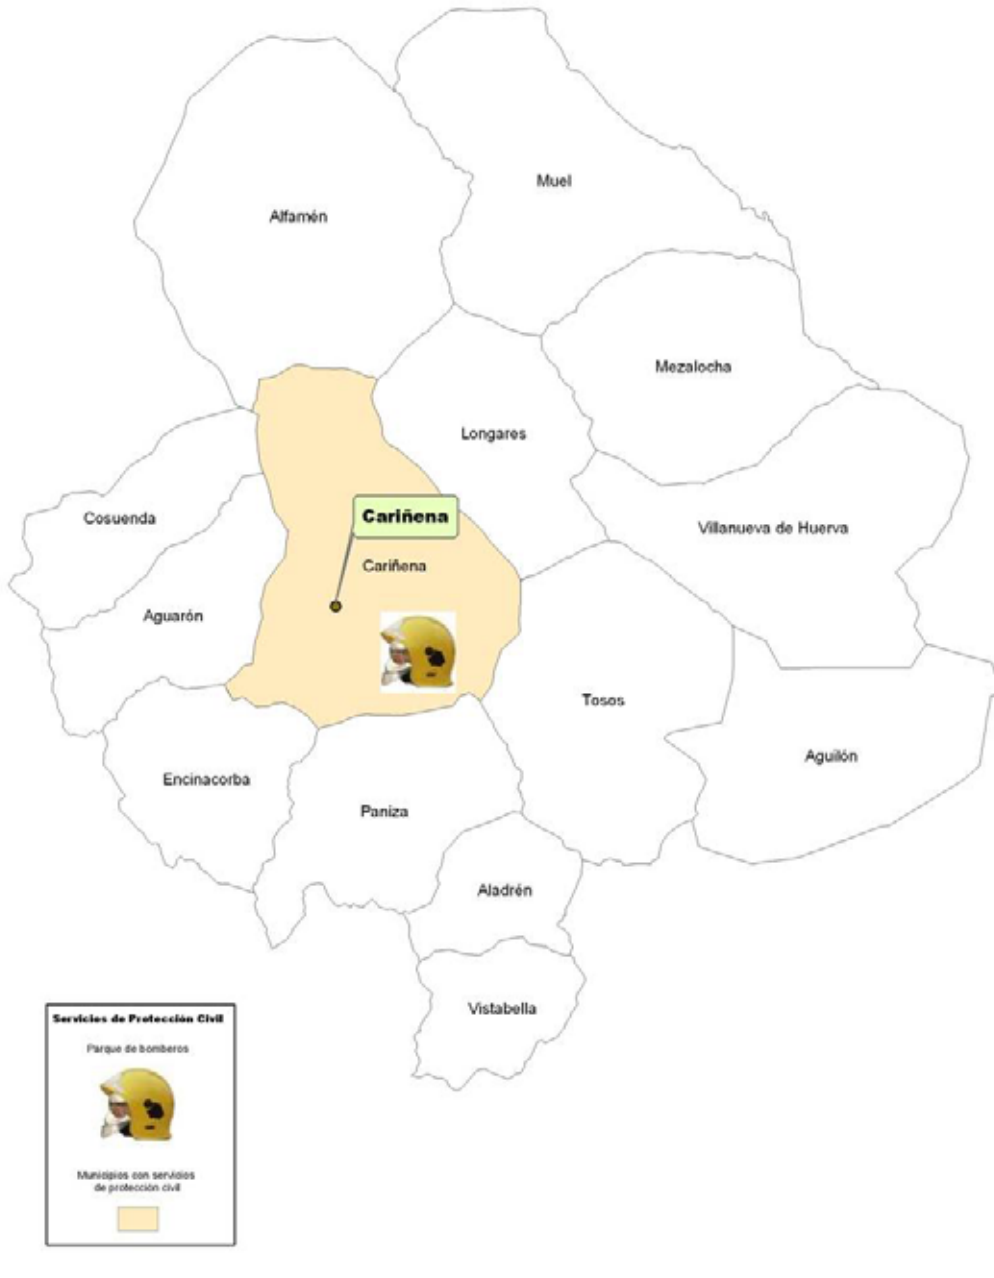 Muel
Alfamén
Mezalocha
Longares
Cariñena
Cosuenda
Villanueva de Huerva
Cariñena
Aguarón
Tosos
Aguilón
Encinacorba
Paniza
Aladrén
Vistabella
Servicios de Protección Civil
Parque de bomberos
Municipios con servicios
de protección civil